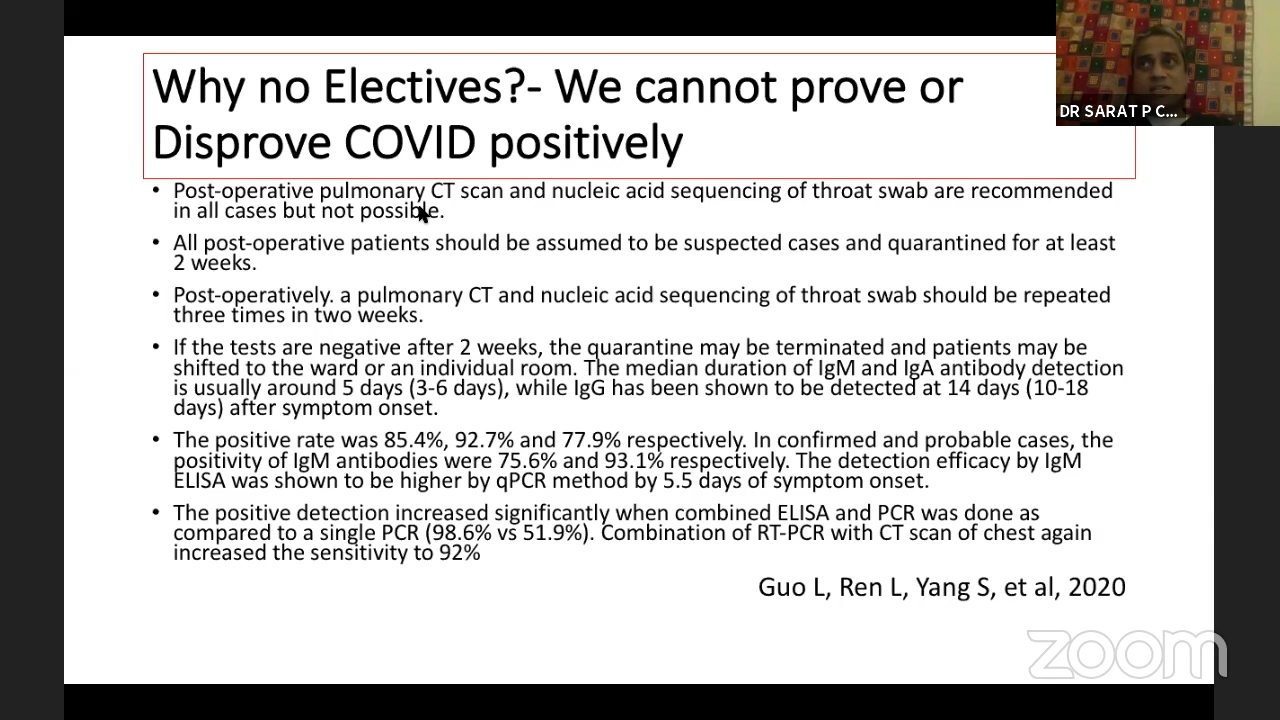 Why no Electives?- We cannot prove or
Disprove COVID positively
DR SARAT P C...
• Post-operative pulmonary CT scan and nucleic acid sequencing of throat swab are recommended
in all cases but not possible.
• All post-operative patients should be assumed to be suspected cases and quarantined for at least
2 weeks.
• Post-operatively. a pulmonary CT and nucleic acid sequencing of throat swab should be repeated
three times in two weeks.
• If the tests are negative after 2 weeks, the quarantine may be terminated and patients may be
shifted to the ward or an individual room. The median duration of IgM and IgA antibody detection
is usually around 5 days (3-6 days), while IgG has been shown to be detected at 14 days (10-18
days) after symptom onset.
• The positive rate was 85.4%, 92.7% and 77.9% respectively. In confirmed and probable cases, the
positivity of IgM antibodies were 75.6% and 93.1% respectively. The detection efficacy by IgM
ELISA was shown to be higher by qPCR method by 5.5 days of symptom onset.
• The positive detection increased significantly when combined ELISA and PCR was done as
compared to a single PCR (98.6% vs 51.9%). Combination of RT-PCR with CT scan of chest again
increased the sensitivity to 92%
Guo L, Ren L, Yang S, et al, 2020
zoom